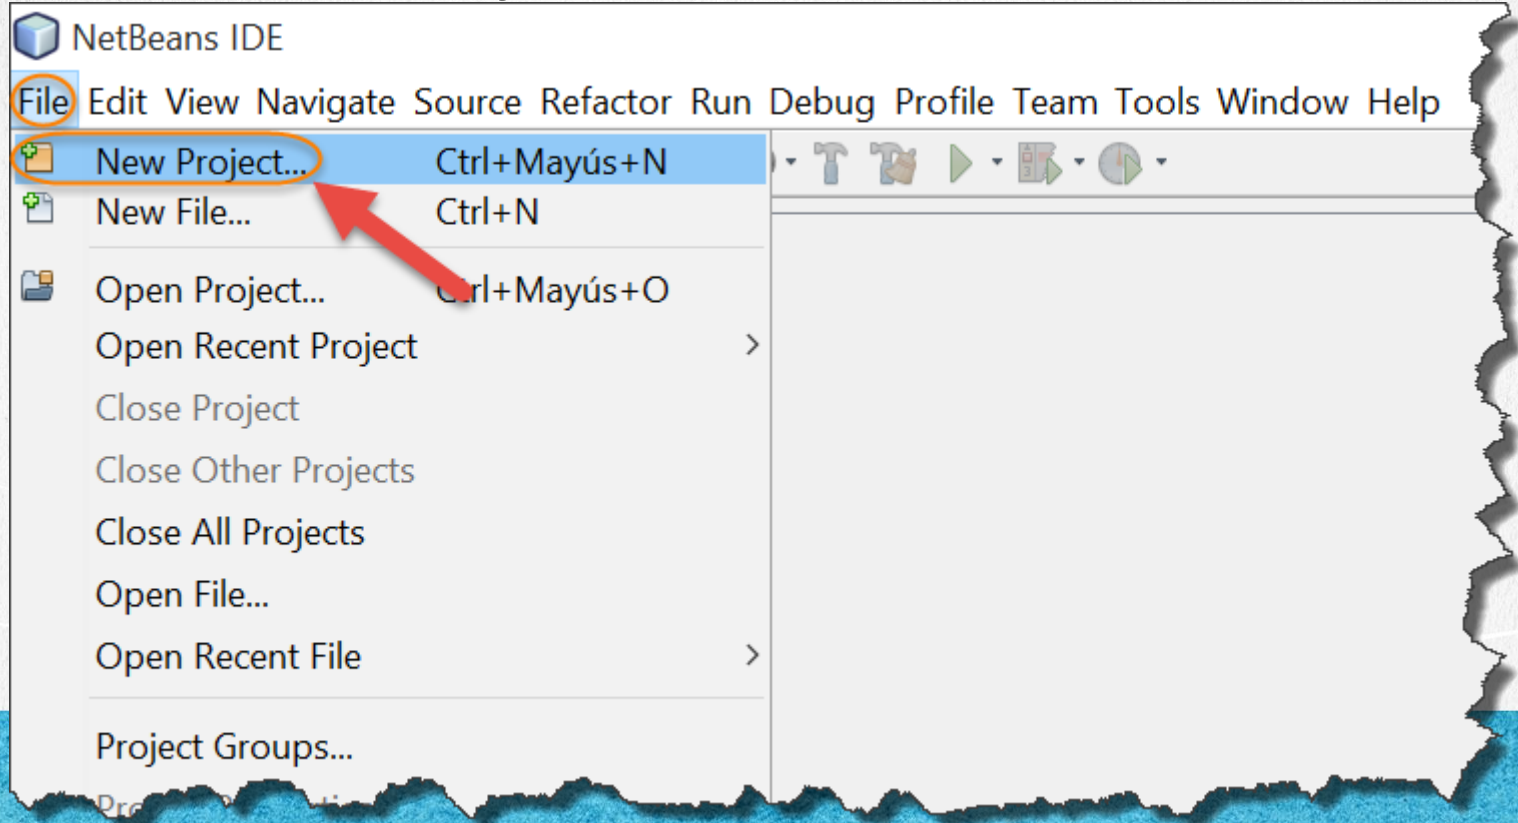 NetBeans IDE
File Edit View Navigate Source Refactor Run Debug Profile Team Tools Window Help
New Project... Ctrl+Mayús+N
New File... Ctrl+N
Open Project... Ctrl+Mayús+O
Open Recent Project
Close Project
Close Other Projects
Close All Projects
Open File...
Open Recent File
Project Groups...